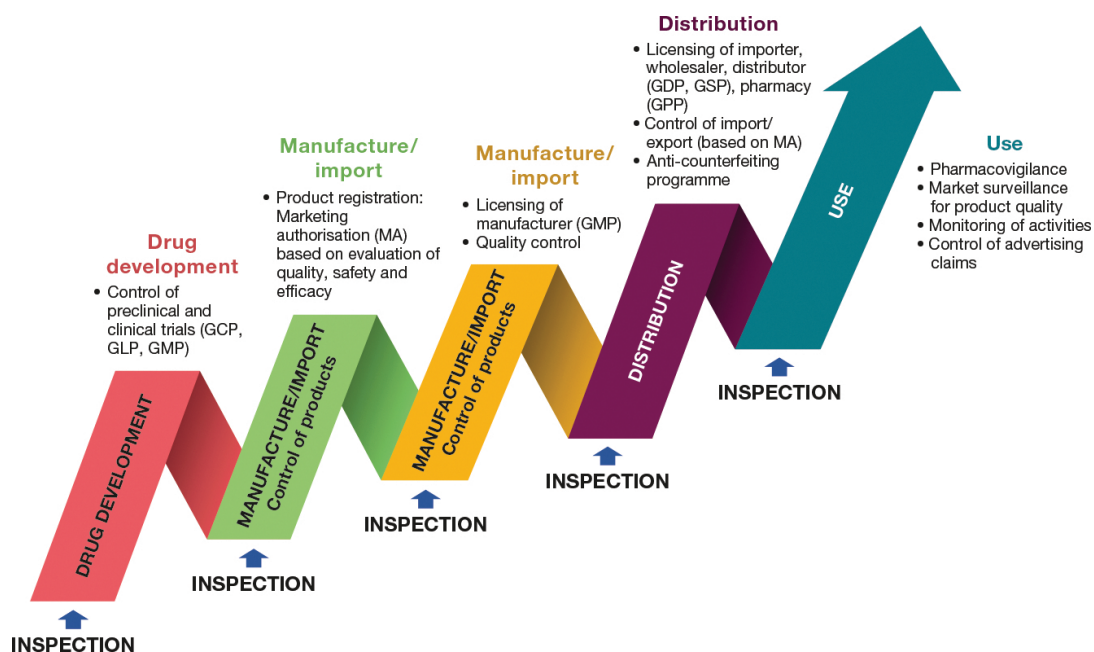 Drug
development
• Control of
preclinical and
clinical trials (GCP,
GLP, GMP)
DRUG DEVELOPMENT
INSPECTION
Manufacture/
import
• Product registration:
Marketing
authorisation (MA)
based on evaluation of
quality, safety and
efficacy
MANUFACTURE/IMPORT
Control of products
INSPECTION
Manufacture/
import
• Licensing of
manufacturer (GMP)
• Quality control
MANUFACTURE/IMPORT
Control of products
INSPECTION
Distribution
• Licensing of importer,
wholesaler, distributor
(GDP, GSP), pharmacy
(GPP)
• Control of import/
export (based on MA)
• Anti-counterfeiting
programme
DISTRIBUTION
INSPECTION
Use
• Pharmacovigilance
• Market surveillance
for product quality
• Monitoring of activities
• Control of advertising
claims
USE
INSPECTION